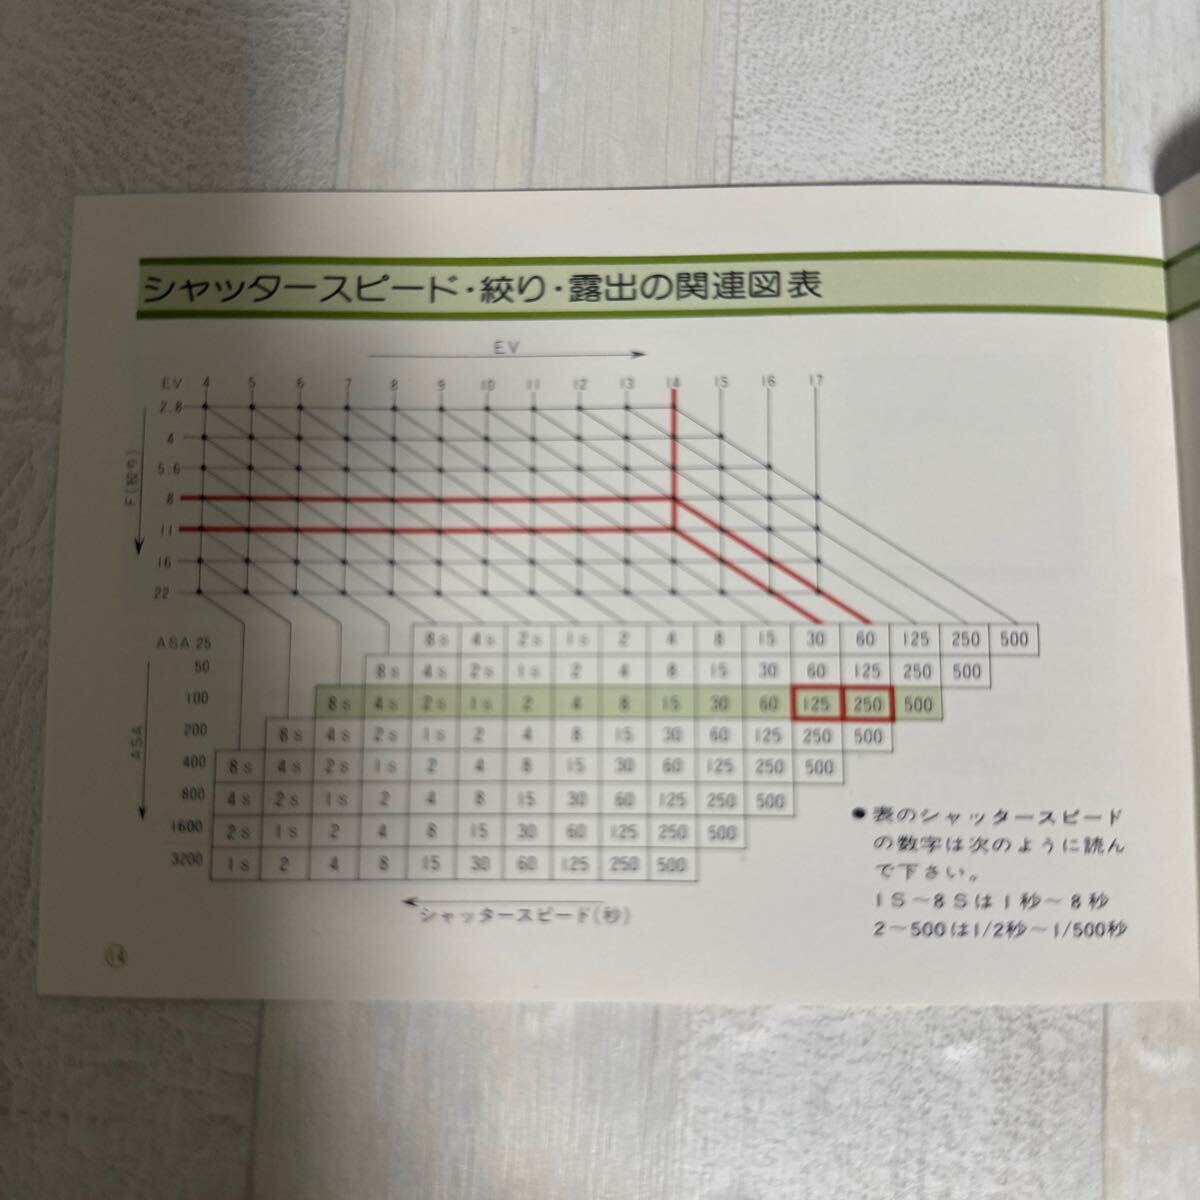 シャッタースピード・絞り・露出の関連図表
EV
EV 4 5 6 7 8 9 10 11 12 13 14 15 16 17
F(絞り)
2.8
4
5.6
8
11
16
22
ASA
ASA 25 8s 4s 2s 1s 2 4 8 15 30 60 125 250 500
50 8s 4s 2s 1s 2 4 8 15 30 60 125 250 500
100 8s 4s 2s 1s 2 4 8 15 30 60 125 250 500
200 8s 4s 2s 1s 2 4 8 15 30 60 125 250 500
400 8s 4s 2s 1s 2 4 8 15 30 60 125 250 500
800 4s 2s 1s 2 4 8 15 30 60 125 250 500
1600 2s 1s 2 4 8 15 30 60 125 250 500
3200 1s 2 4 8 15 30 60 125 250 500
シャッタースピード(秒)
●表のシャッタースピード
の数字は次のように読ん
で下さい。
1S〜8Sは1秒〜8秒
2〜500は1/2秒〜1/500秒
14